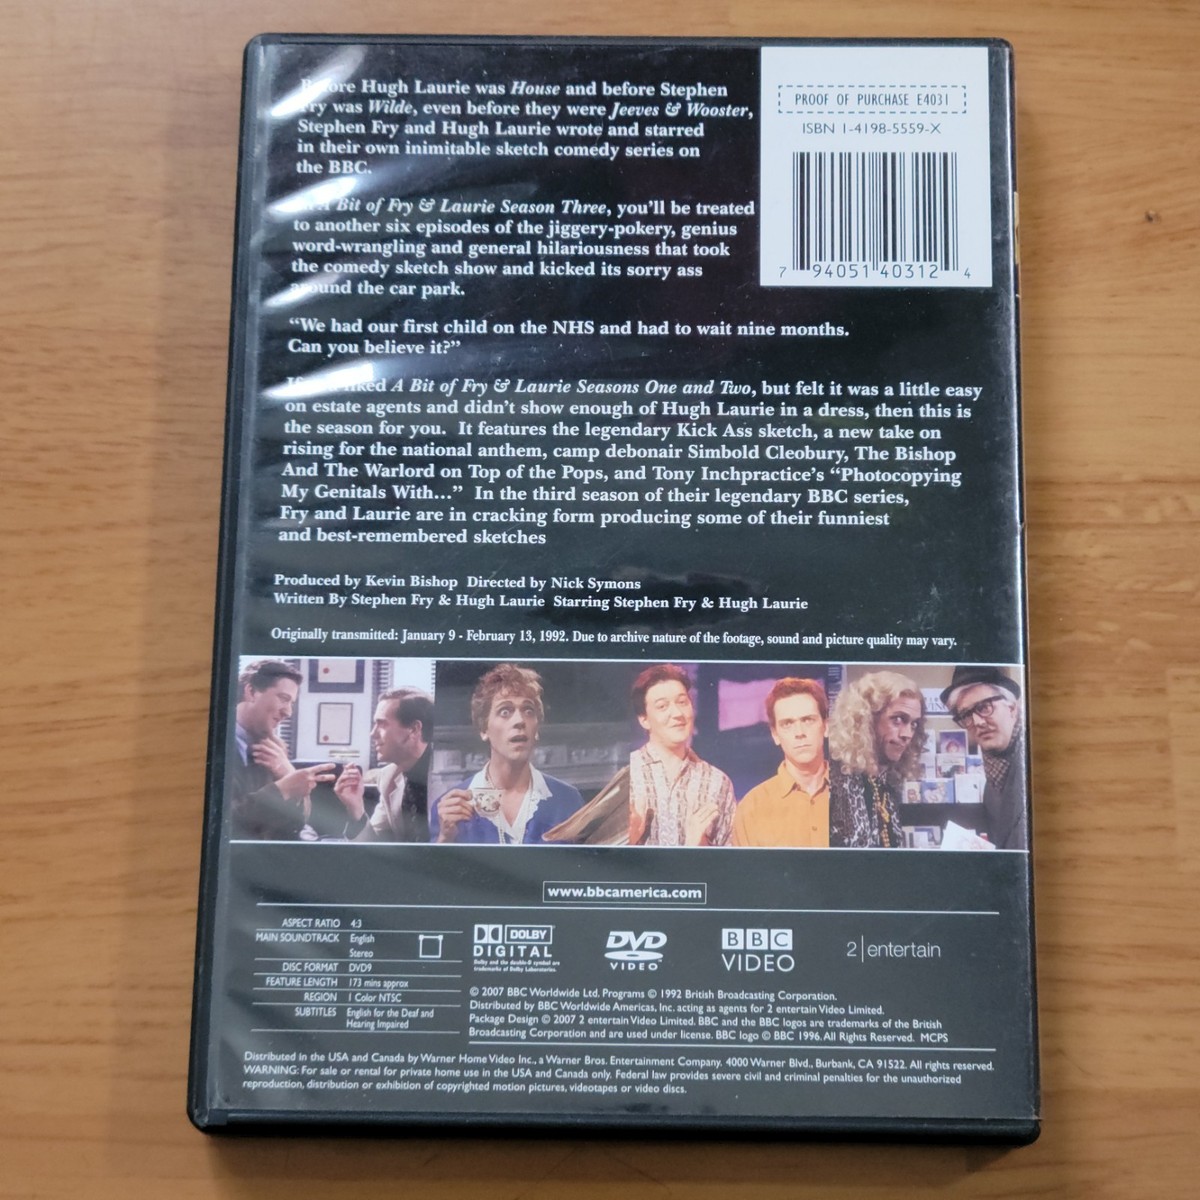 Before Hugh Laurie was House and before Stephen
Fry was Wilde, even before they were Jeeves & Wooster,
Stephen Fry and Hugh Laurie wrote and starred
in their own inimitable sketch comedy series on
the BBC.
In A Bit of Fry & Laurie Season Three, you'll be treated
to another six episodes of the jiggery-pokery, genius
word-wrangling and general hilariousness that took
the comedy sketch show and kicked its sorry ass
around the car park.
PROOF OF PURCHASE E4031
ISBN 1-4198-5559-X
7 94051 40312 4
“We had our first child on the NHS and had to wait nine months.
Can you believe it?”
If you liked A Bit of Fry & Laurie Seasons One and Two, but felt it was a little easy
on estate agents and didn't show enough of Hugh Laurie in a dress, then this is
the season for you. It features the legendary Kick Ass sketch, a new take on
rising for the national anthem, camp debonair Simbold Cleobury, The Bishop
And The Warlord on Top of the Pops, and Tony Inchpractice's “Photocopying
My Genitals With...” In the third season of their legendary BBC series,
Fry and Laurie are in cracking form producing some of their funniest
and best-remembered sketches
Produced by Kevin Bishop Directed by Nick Symons
Written By Stephen Fry & Hugh Laurie Starring Stephen Fry & Hugh Laurie
Originally transmitted: January 9 - February 13, 1992. Due to archive nature of the footage, sound and picture quality may vary.
www.bbcamerica.com
ASPECT RATIO 4:3
MAIN SOUNDTRACK English
Stereo
DISC FORMAT DVD9
FEATURE LENGTH 173 mins approx
REGION 1 Color NTSC
SUBTITLES English for the Deaf and
Hearing Impaired
DOLBY
DIGITAL
Dolby and the double-D symbol are
trademarks of Dolby Laboratories.
DVD
VIDEO
BBC
VIDEO
2|entertain
© 2007 BBC Worldwide Ltd. Programs © 1992 British Broadcasting Corporation.
Distributed by BBC Worldwide Americas, Inc. acting as agents for 2 entertain Video Limited.
Package Design © 2007 2 entertain Video Limited. BBC and the BBC logos are trademarks of the British
Broadcasting Corporation and are used under license. BBC logo © BBC 1996. All Rights Reserved. MCPS
Distributed in the USA and Canada by Warner Home Video Inc., a Warner Bros. Entertainment Company. 4000 Warner Blvd., Burbank, CA 91522. All rights reserved.
WARNING: For sale or rental for private home use in the USA and Canada only. Federal law provides severe civil and criminal penalties for the unauthorized
reproduction, distribution or exhibition of copyrighted motion pictures, videotapes or video discs.